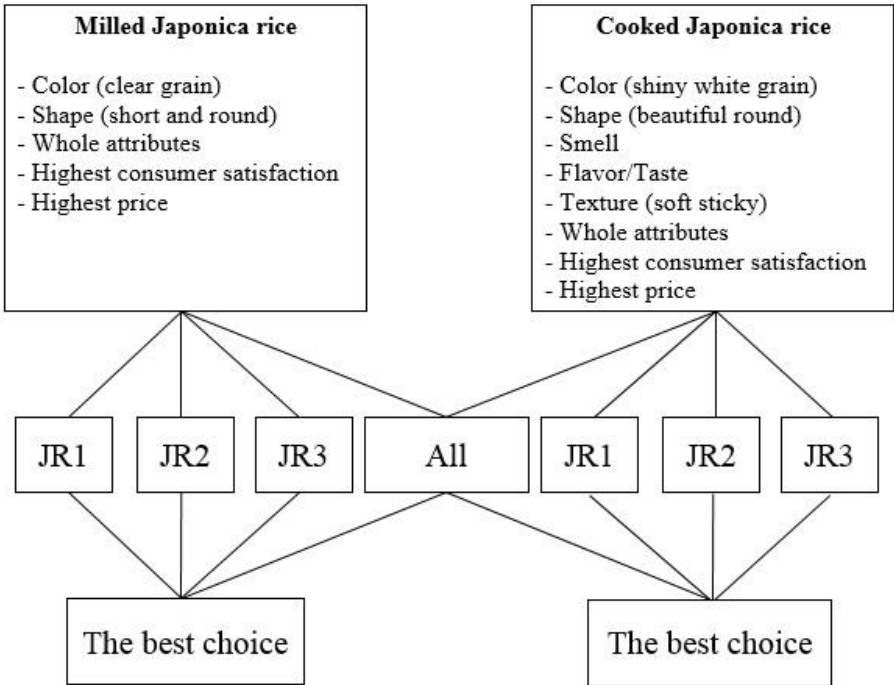 Milled Japonica rice
- Color (clear grain)
- Shape (short and round)
- Whole attributes
- Highest consumer satisfaction
- Highest price
Cooked Japonica rice
- Color (shiny white grain)
- Shape (beautiful round)
- Smell
- Flavor/Taste
- Texture (soft sticky)
- Whole attributes
- Highest consumer satisfaction
- Highest price
JR1
JR2
JR3
All
JR1
JR2
JR3
The best choice
The best choice